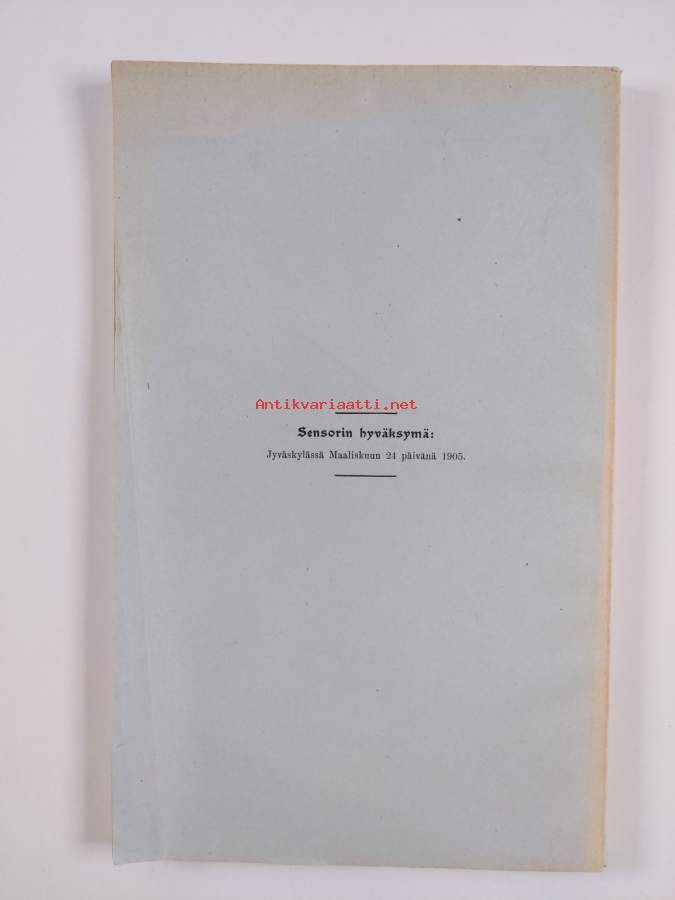 Antikvariaatti.net
Sensorin hyväksymä:
Jyväskylässä Maaliskuun 24 päivänä 1905.